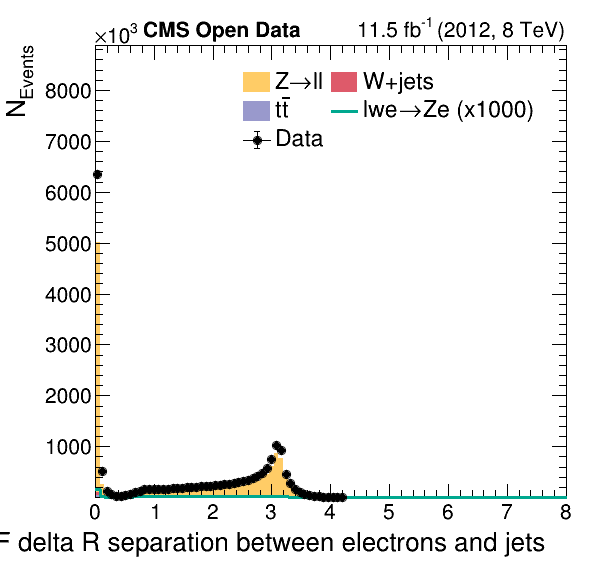 ×10³ CMS Open Data 11.5 fb⁻¹ (2012, 8 TeV)
N_Events
Z→ll W+jets
tt̄ lwe→Ze (x1000)
Data
8000
7000
6000
5000
4000
3000
2000
1000
0 1 2 3 4 5 6 7 8
F delta R separation between electrons and jets